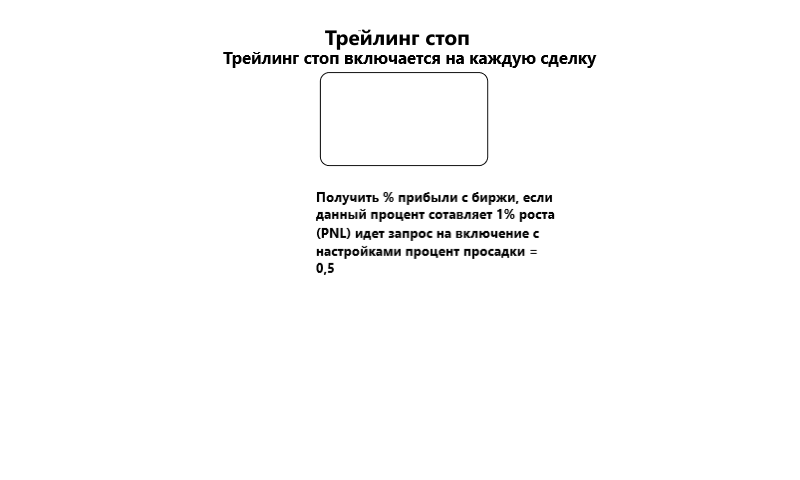 Трейлинг стоп
Трейлинг стоп включается на каждую сделку
Получить % прибыли с биржи, если
данный процент сотавляет 1% роста
(PNL) идет запрос на включение с
настройками процент просадки =
0,5